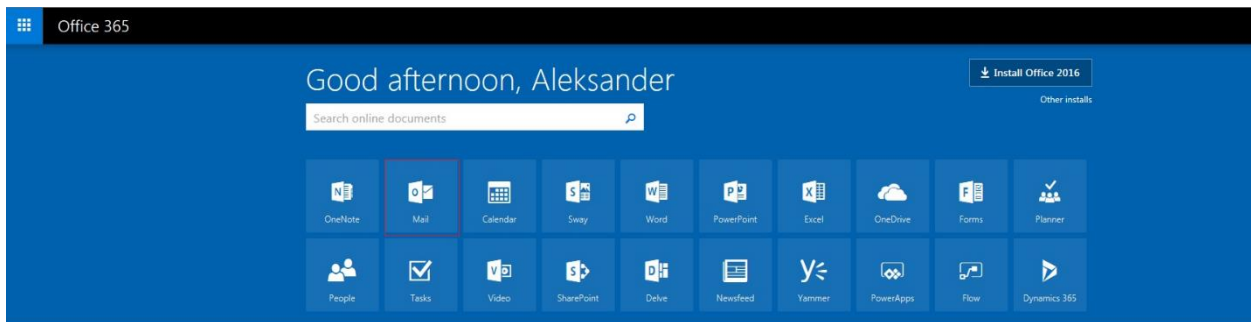 Office 365
Good afternoon, Aleksander
Install Office 2016
Other installs
Search online documents
OneNote
Mail
Calendar
Sway
Word
PowerPoint
Excel
OneDrive
Forms
Planner
People
Tasks
Video
SharePoint
Delve
Newsfeed
Yammer
PowerApps
Flow
Dynamics 365